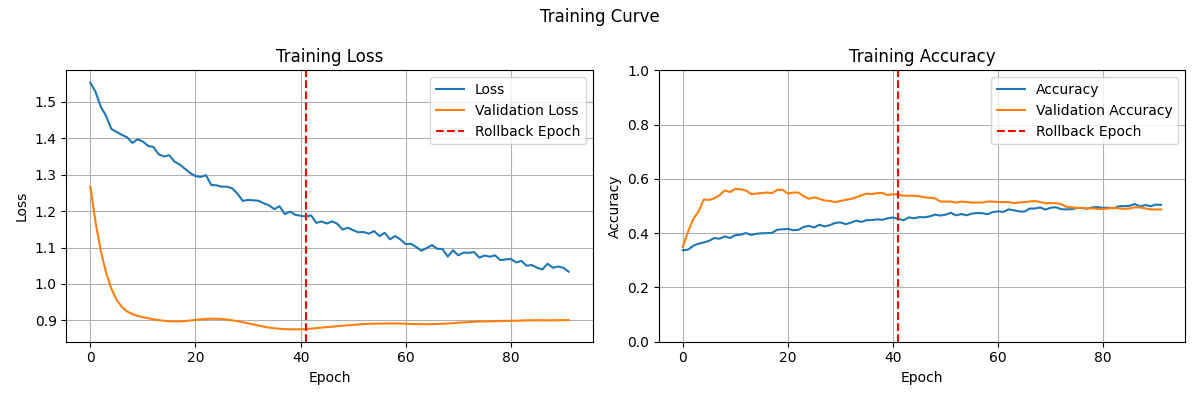 Training Curve
Training Loss
Loss
1.5
1.4
1.3
1.2
1.1
1.0
0.9
0
20
40
60
80
Epoch
Loss
Validation Loss
Rollback Epoch
Training Accuracy
Accuracy
1.0
0.8
0.6
0.4
0.2
0.0
0
20
40
60
80
Epoch
Accuracy
Validation Accuracy
Rollback Epoch